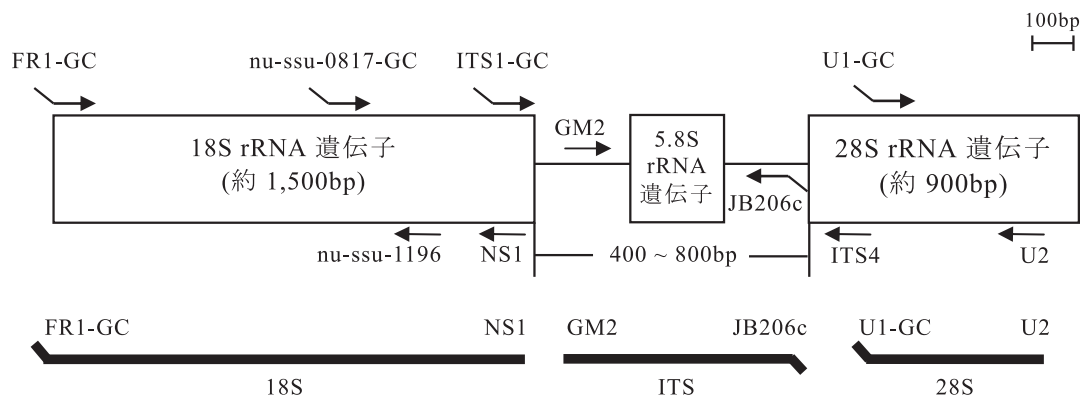 100bp
FR1-GC
nu-ssu-0817-GC
ITS1-GC
U1-GC
18S rRNA 遺伝子
(約 1,500bp)
GM2
5.8S
rRNA
遺伝子
JB206c
28S rRNA 遺伝子
(約 900bp)
nu-ssu-1196
NS1
400 ~ 800bp
ITS4
U2
FR1-GC
NS1
GM2
JB206c
U1-GC
U2
18S
ITS
28S